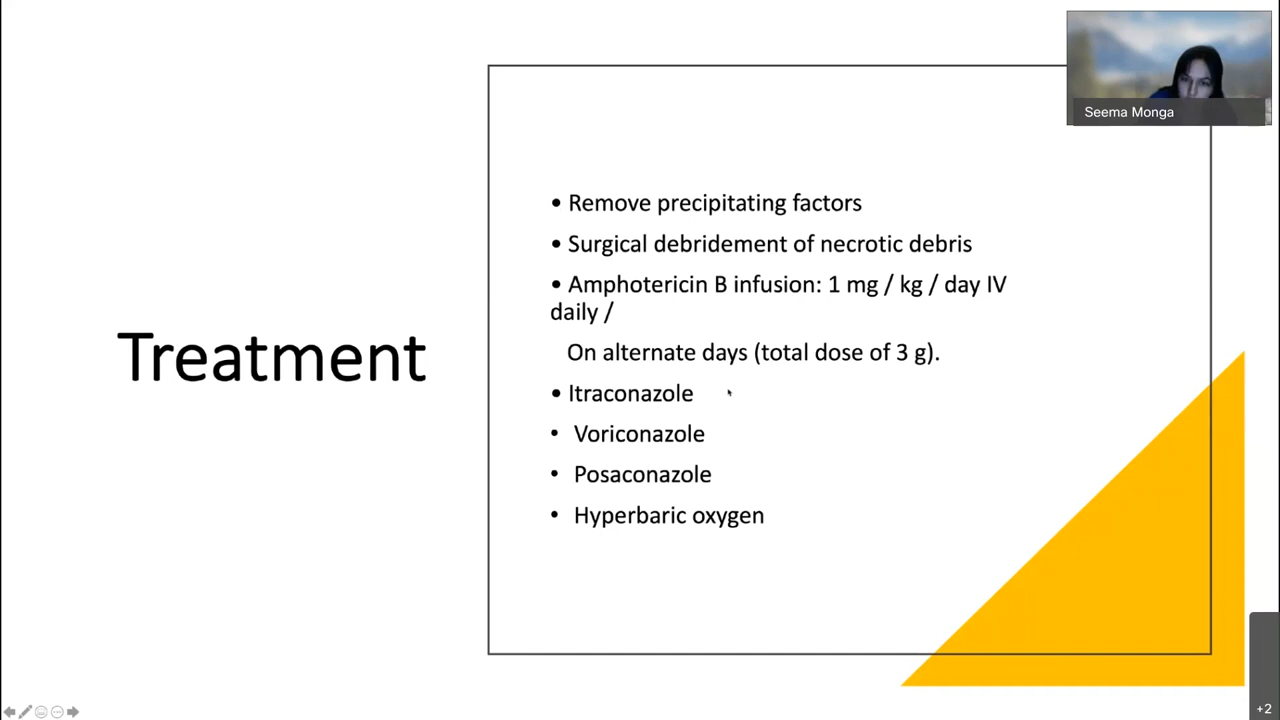 Seema Monga
Treatment
• Remove precipitating factors
• Surgical debridement of necrotic debris
• Amphotericin B infusion: 1 mg / kg / day IV
daily /
On alternate days (total dose of 3 g).
• Itraconazole
• Voriconazole
• Posaconazole
• Hyperbaric oxygen
+2